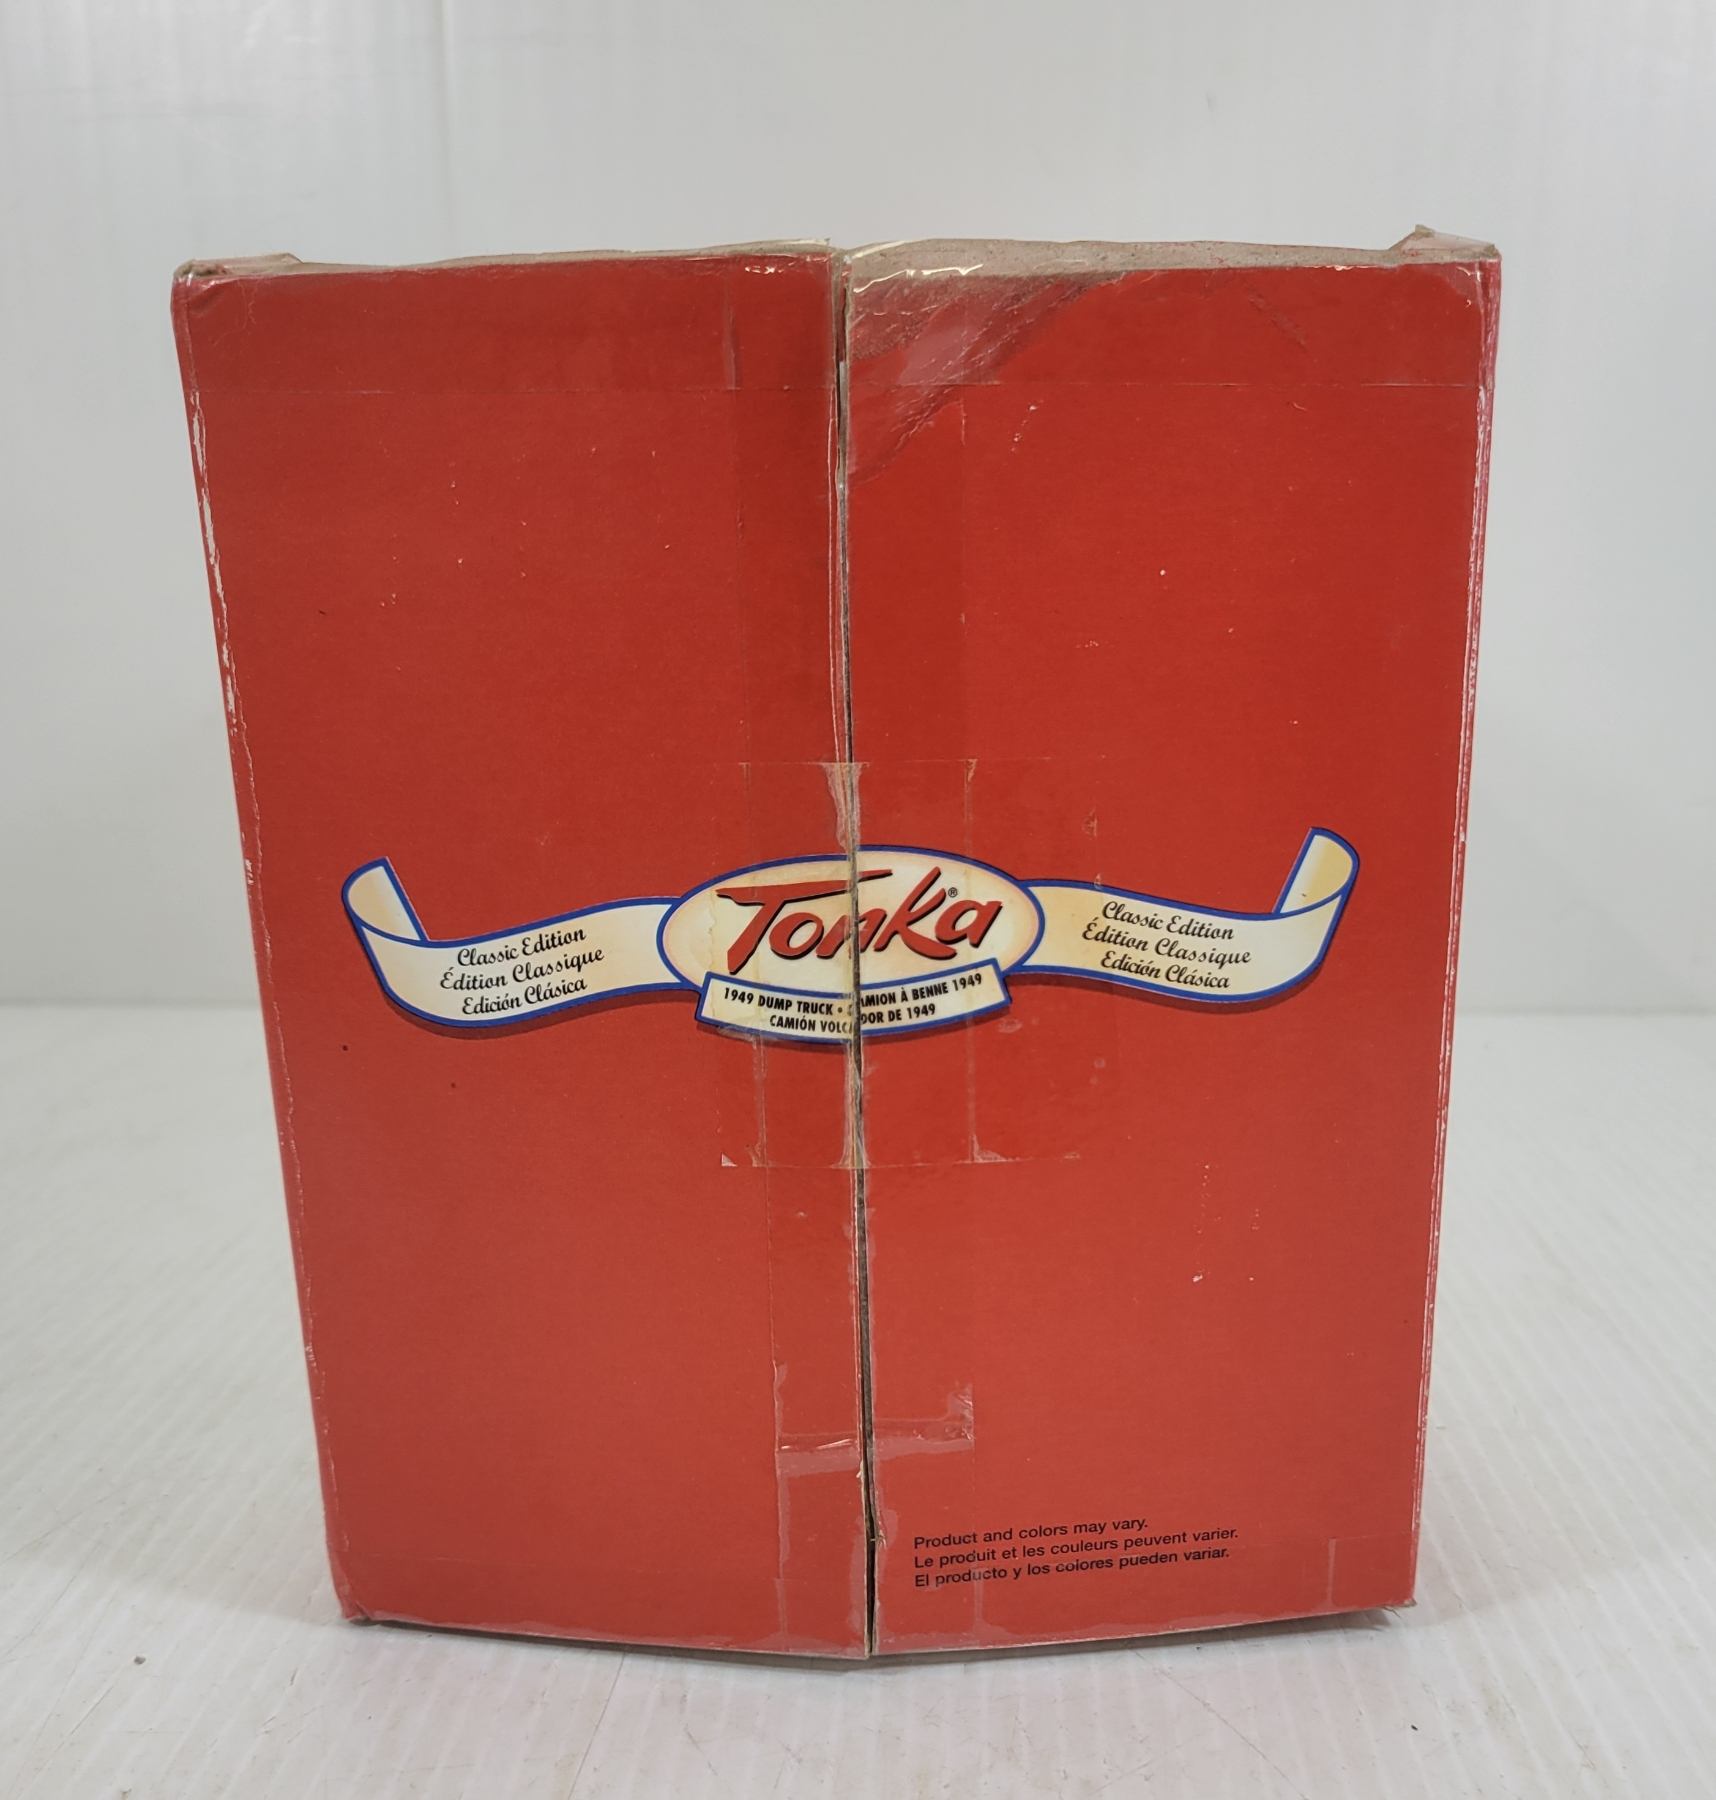 Classic Edition
Édition Classique
Edición Clásica
Tonka®
1949 DUMP TRUCK • AMION À BENNE 1949
CAMIÓN VOLC DOR DE 1949
Classic Edition
Édition Classique
Edición Clásica
Product and colors may vary.
Le produit et les couleurs peuvent varier.
El producto y los colores pueden variar.